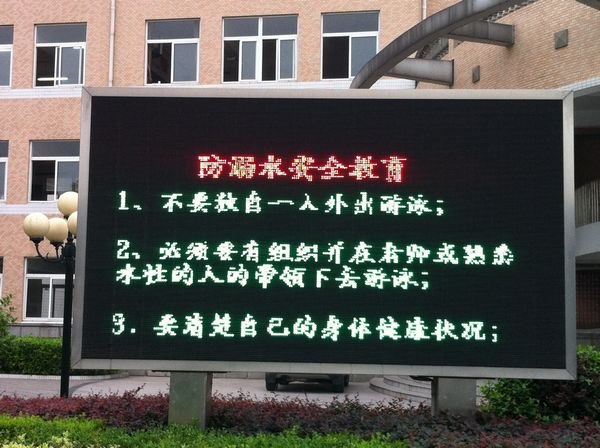 防溺水安全教育
1、不要独自一人外出游泳;
2、必须要有组织并在老师或熟悉
水性的人的带领下去游泳;
3、要清楚自己的身体健康状况;